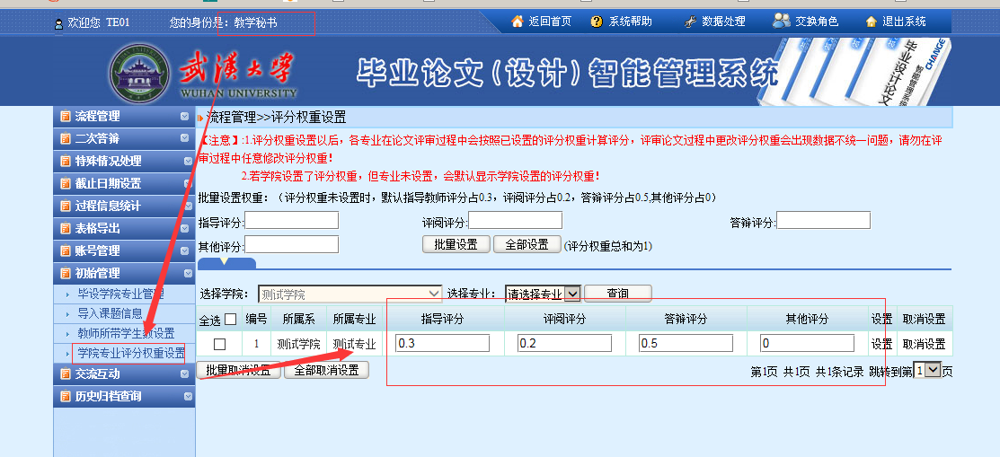 欢迎您 TE01 您的身份是：教学秘书 返回首页 系统帮助 数据处理 交换角色 退出系统
武汉大学
WUHAN UNIVERSITY
毕业论文(设计)智能管理系统
毕业设计论文
智能管理系统
CHANGE
流程管理
二次答辩
特殊情况处理
截止日期设置
过程信息统计
表格导出
账号管理
初始管理
毕设学院专业管理
导入课题信息
教师所带学生数设置
学院专业评分权重设置
交流互动
历史归档查询
流程管理>>评分权重设置
【注意】:1.评分权重设置以后，各专业在论文评审过程中会按照已设置的评分权重计算评分，评审论文过程中更改评分权重会出现数据不统一问题，请勿在评
审过程中任意修改评分权重！
2.若学院设置了评分权重，但专业未设置，会默认显示学院设置的评分权重！
批量设置权重：（评分权重未设置时，默认指导教师评分占0.3，评阅评分占0.2，答辩评分占0.5,其他评分占0）
指导评分: 评阅评分: 答辩评分:
其他评分: 批量设置 全部设置 (评分权重总和为1)
选择学院： 测试学院 选择专业： 请选择专业 查询
全选 编号 所属系 所属专业 指导评分 评阅评分 答辩评分 其他评分 设置 取消设置
1 测试学院 测试专业 0.3 0.2 0.5 0 设置 取消设置
批量取消设置 全部取消设置 第1页 共1页 共1条记录 跳转到第 1 页